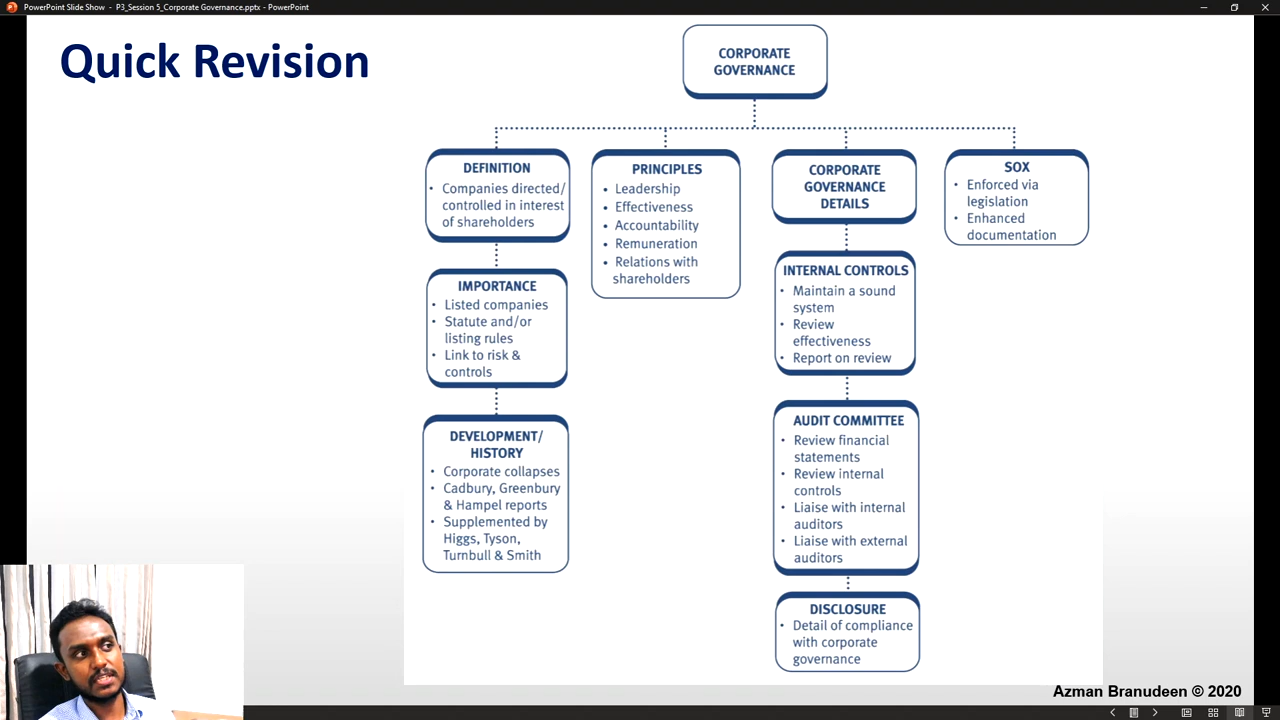 PowerPoint Slide Show - P3_Session 5_Corporate Governance.pptx - PowerPoint
Quick Revision
CORPORATE
GOVERNANCE
DEFINITION
• Companies directed/
controlled in interest
of shareholders
IMPORTANCE
• Listed companies
• Statute and/or
listing rules
• Link to risk &
controls
DEVELOPMENT/
HISTORY
• Corporate collapses
• Cadbury, Greenbury
& Hampel reports
• Supplemented by
Higgs, Tyson,
Turnbull & Smith
PRINCIPLES
• Leadership
• Effectiveness
• Accountability
• Remuneration
• Relations with
shareholders
CORPORATE
GOVERNANCE
DETAILS
INTERNAL CONTROLS
• Maintain a sound
system
• Review
effectiveness
• Report on review
AUDIT COMMITTEE
• Review financial
statements
• Review internal
controls
• Liaise with internal
auditors
• Liaise with external
auditors
DISCLOSURE
• Detail of compliance
with corporate
governance
SOX
• Enforced via
legislation
• Enhanced
documentation
Azman Branudeen © 2020